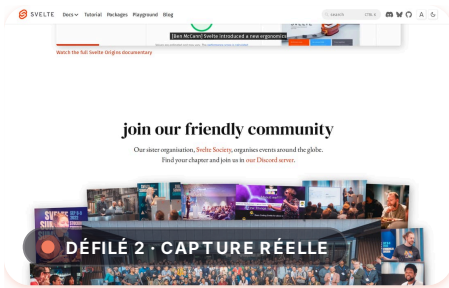 SVELTE
Docs
Tutorial
Packages
Playground
Blog
search
CTRL K
[Ben McCann] Svelte introduced a new ergonomics
Watch the full Svelte Origins documentary
join our friendly community
Our sister organisation, Svelte Society, organises events around the globe.
Find your chapter and join us in our Discord server.
DÉFILÉ 2 · CAPTURE RÉELLE